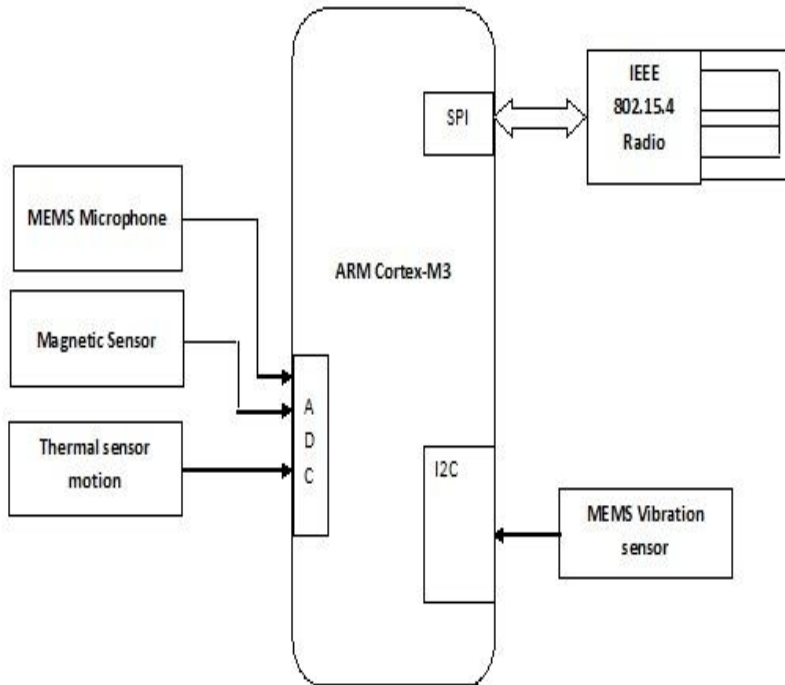 IEEE
802.15.4
Radio
SPI
MEMS Microphone
ARM Cortex-M3
Magnetic Sensor
A
D
C
Thermal sensor
motion
I2C
MEMS Vibration
sensor